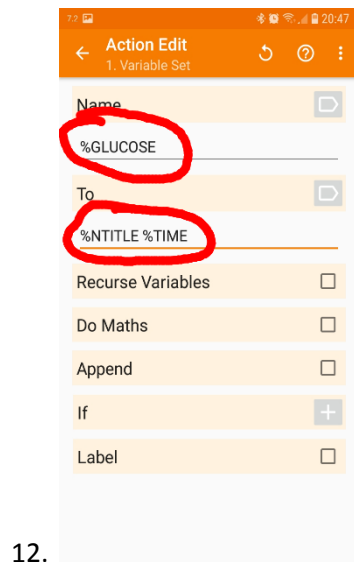 7.2 20:47
Action Edit
1. Variable Set
Name
%GLUCOSE
To
%NTITLE %TIME
Recurse Variables
Do Maths
Append
If
Label
12.